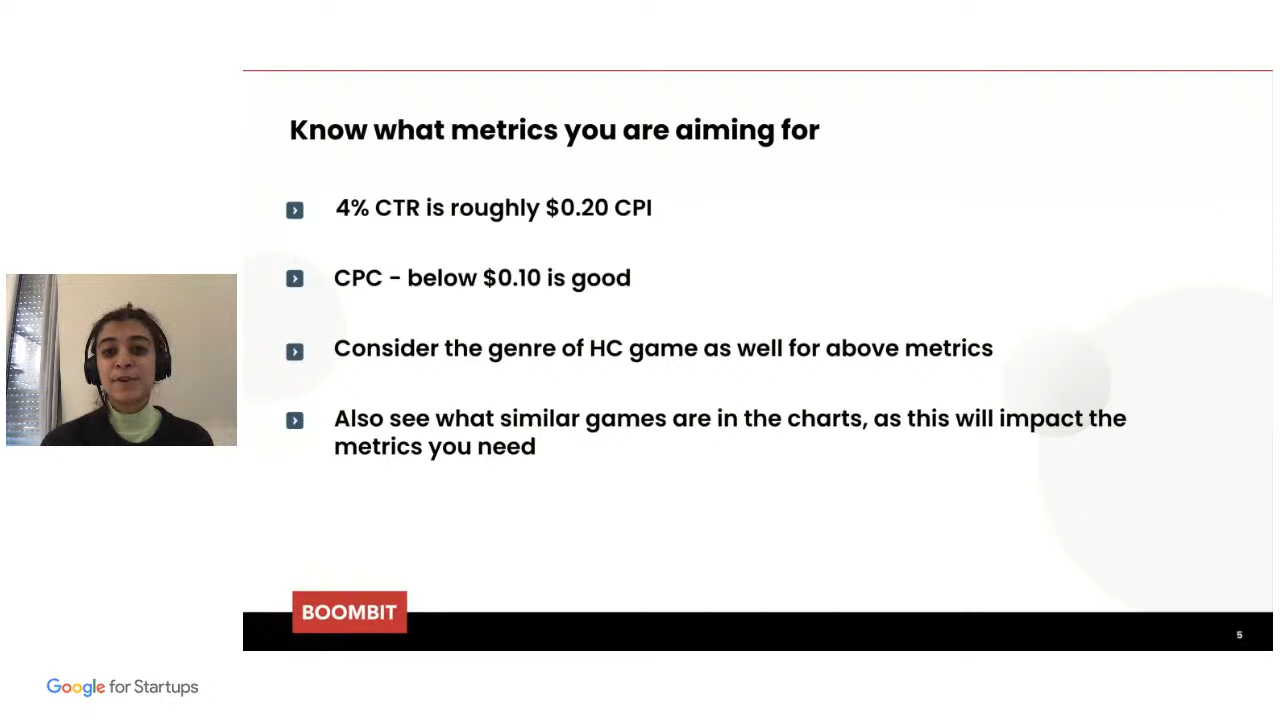 Know what metrics you are aiming for
4% CTR is roughly $0.20 CPI
CPC - below $0.10 is good
Consider the genre of HC game as well for above metrics
Also see what similar games are in the charts, as this will impact the
metrics you need
BOOMBIT
5
Google for Startups